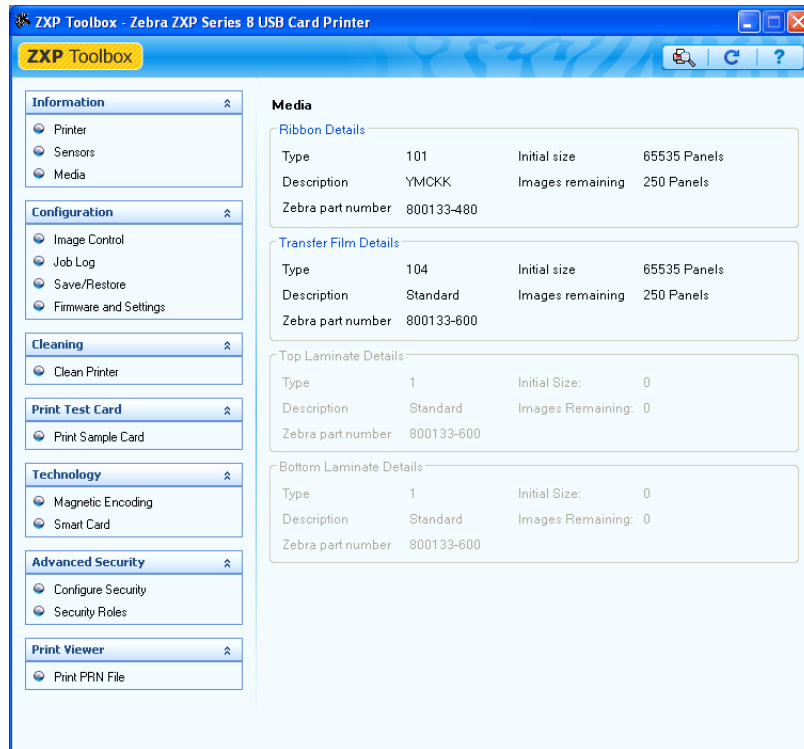 ZXP Toolbox - Zebra ZXP Series 8 USB Card Printer
ZXP Toolbox
?
Information
Printer
Sensors
Media
Configuration
Image Control
Job Log
Save/Restore
Firmware and Settings
Cleaning
Clean Printer
Print Test Card
Print Sample Card
Technology
Magnetic Encoding
Smart Card
Advanced Security
Configure Security
Security Roles
Print Viewer
Print PRN File
Media
Ribbon Details
Type 101 Initial size 65535 Panels
Description YMCKK Images remaining 250 Panels
Zebra part number 800133-480
Transfer Film Details
Type 104 Initial size 65535 Panels
Description Standard Images remaining 250 Panels
Zebra part number 800133-600
Top Laminate Details
Type 1 Initial Size: 0
Description Standard Images Remaining: 0
Zebra part number 800133-600
Bottom Laminate Details
Type 1 Initial Size: 0
Description Standard Images Remaining: 0
Zebra part number 800133-600